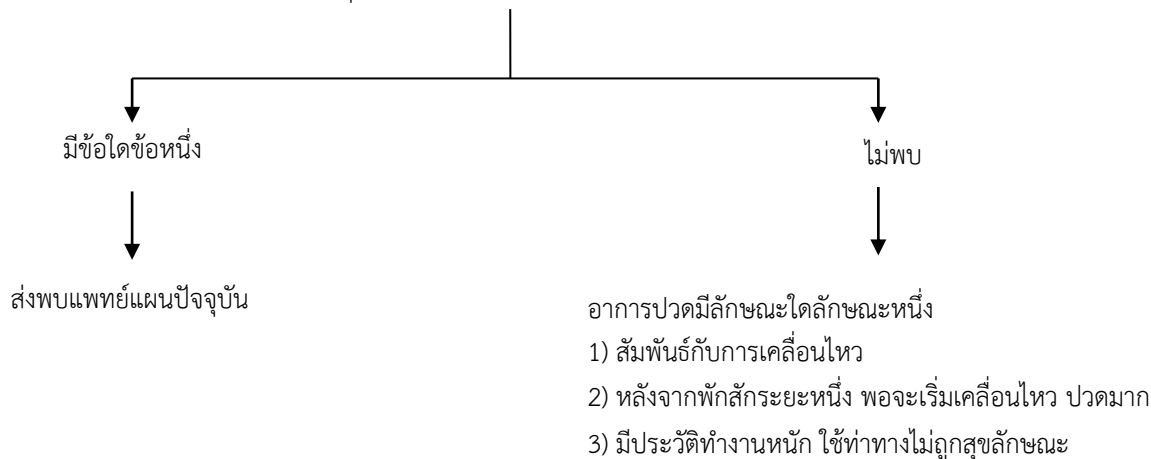 มีข้อใดข้อหนึ่ง
ไม่พบ
ส่งพบแพทย์แผนปัจจุบัน
อาการปวดมีลักษณะใดลักษณะหนึ่ง
1) สัมพันธ์กับการเคลื่อนไหว
2) หลังจากพักสักระยะหนึ่ง พอจะเริ่มเคลื่อนไหว ปวดมาก
3) มีประวัติทำงานหนัก ใช้ท่าทางไม่ถูกสุขลักษณะ